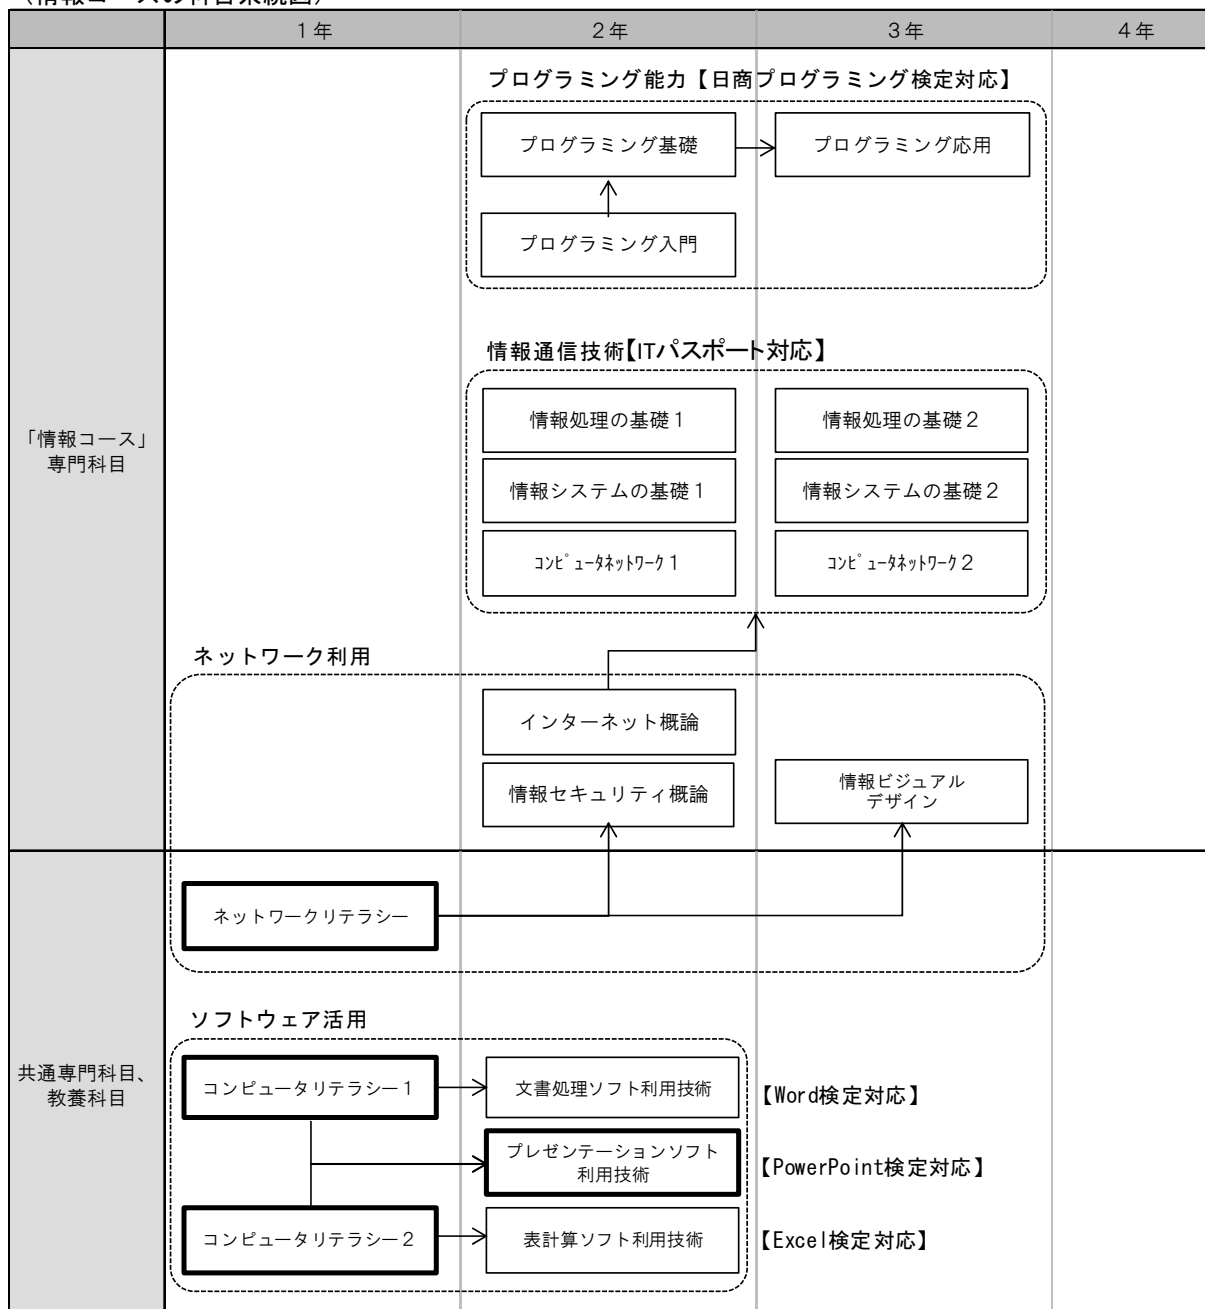 （情報コースの科目系統図）
1年
2年
3年
4年
プログラミング能力【日商プログラミング検定対応】
プログラミング基礎
プログラミング応用
プログラミング入門
情報通信技術【ITパスポート対応】
情報処理の基礎1
情報処理の基礎2
「情報コース」
専門科目
情報システムの基礎1
情報システムの基礎2
ｺﾝﾋﾟｭｰﾀﾈｯﾄﾜｰｸ1
ｺﾝﾋﾟｭｰﾀﾈｯﾄﾜｰｸ2
ネットワーク利用
インターネット概論
情報セキュリティ概論
情報ビジュアル
デザイン
ネットワークリテラシー
ソフトウェア活用
共通専門科目、
教養科目
コンピュータリテラシー1
文書処理ソフト利用技術
【Word検定対応】
プレゼンテーションソフト
利用技術
【PowerPoint検定対応】
コンピュータリテラシー2
表計算ソフト利用技術
【Excel検定対応】